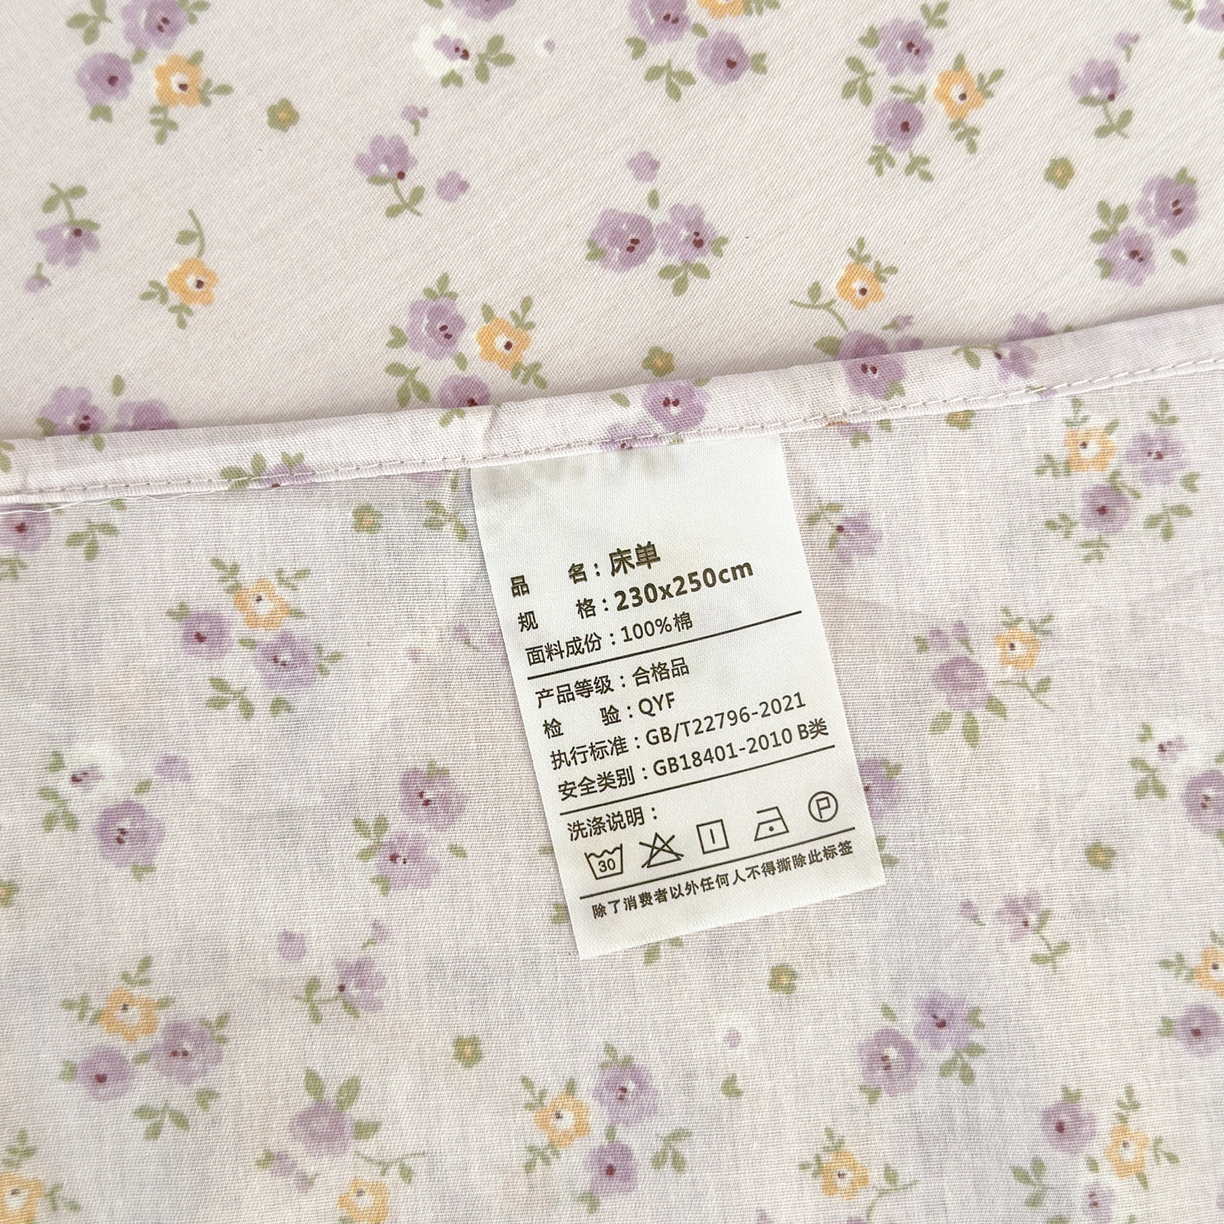 品 名：床单
规 格：230x250cm
面料成份：100%棉
产品等级：合格品
检 验：QYF
执行标准：GB/T22796-2021
安全类别：GB18401-2010 B类
洗涤说明：
30 P
除了消费者以外任何人不得撕除此标签